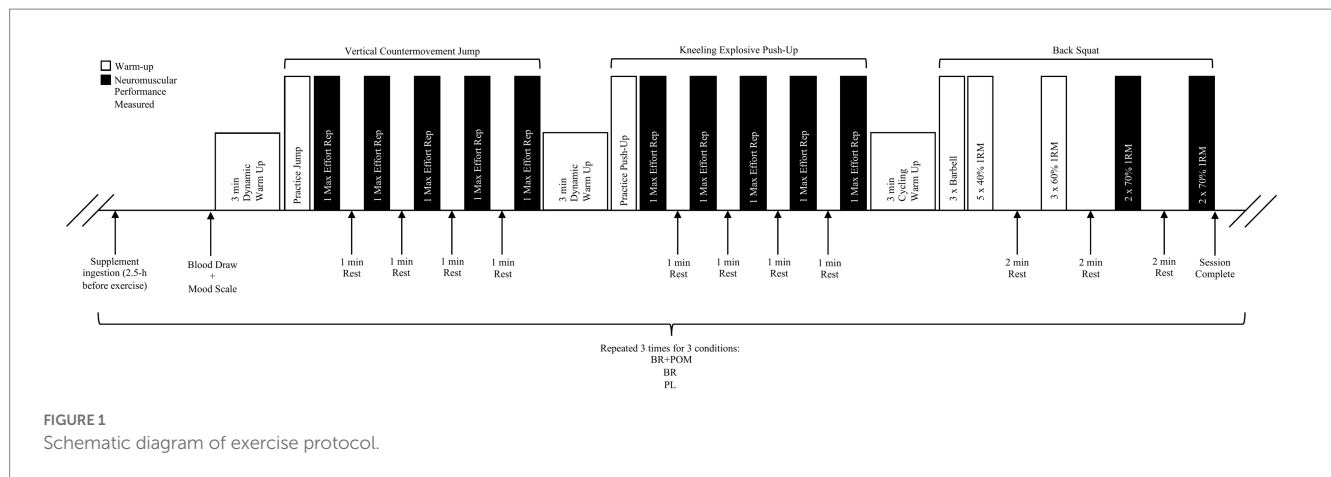 Vertical Countermovement Jump
Kneeling Explosive Push-Up
Back Squat
Warm-up
Neuromuscular
Performance
Measured
3 min
Dynamic
Warm Up
Practice Jump
1 Max Effort Rep
1 Max Effort Rep
1 Max Effort Rep
1 Max Effort Rep
1 Max Effort Rep
3 min
Dynamic
Warm Up
Practice Push-Up
1 Max Effort Rep
1 Max Effort Rep
1 Max Effort Rep
1 Max Effort Rep
1 Max Effort Rep
3 min
Cycling
Warm Up
3 x Barbell
5 x 40% 1RM
3 x 60% 1RM
2 x 70% 1RM
2 x 70% 1RM
Supplement
ingestion (2.5-h
before exercise)
Blood Draw
+
Mood Scale
1 min
Rest
1 min
Rest
1 min
Rest
1 min
Rest
1 min
Rest
1 min
Rest
1 min
Rest
1 min
Rest
2 min
Rest
2 min
Rest
2 min
Rest
Session
Complete
Repeated 3 times for 3 conditions:
BR+POM
BR
PL
FIGURE 1
Schematic diagram of exercise protocol.